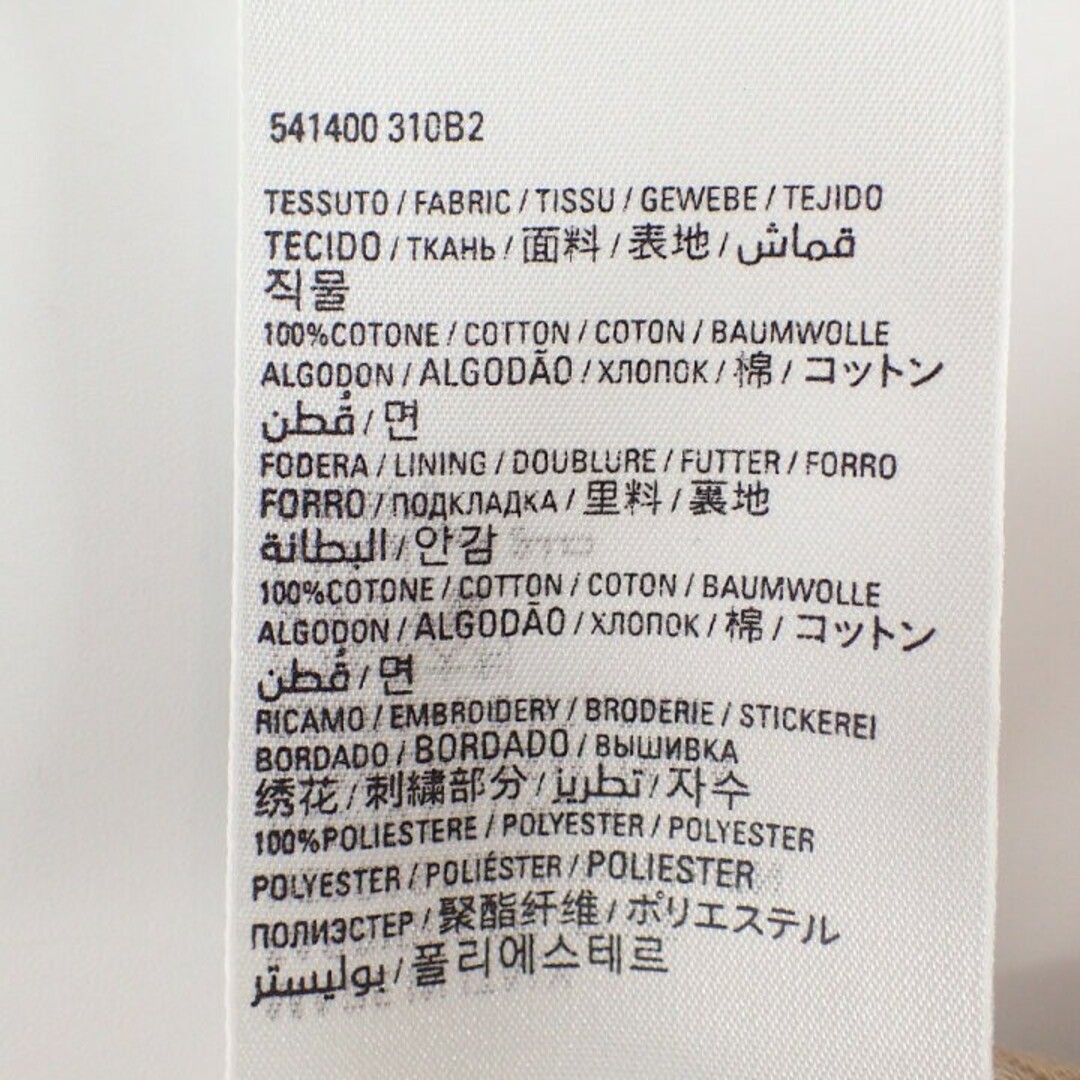 541400 310B2
TESSUTO / FABRIC / TISSU / GEWEBE / TEJIDO
TECIDO / ТКАНЬ / 面料 / 表地 / قماش
직물
100%COTONE / COTTON / COTON / BAUMWOLLE
ALGODON / ALGODÃO / ХЛОПОК / 棉 / コットン
قُطن / 면
FODERA / LINING / DOUBLURE / FUTTER / FORRO
FORRO / ПОДКЛАДКА / 里料 / 裏地
البطانة / 안감
100%COTONE / COTTON / COTON / BAUMWOLLE
ALGODON / ALGODÃO / ХЛОПОК / 棉 / コットン
قُطن / 면
RICAMO / EMBROIDERY / BRODERIE / STICKEREI
BORDADO / BORDADO / ВЫШИВКА
绣花 / 刺繍部分 / تطريز / 자수
100%POLIESTERE / POLYESTER / POLYESTER
POLYESTER / POLIÉSTER / POLIESTER
ПОЛИЭСТЕР / 聚酯纤维 / ポリエステル
بوليستر / 폴리에스테르